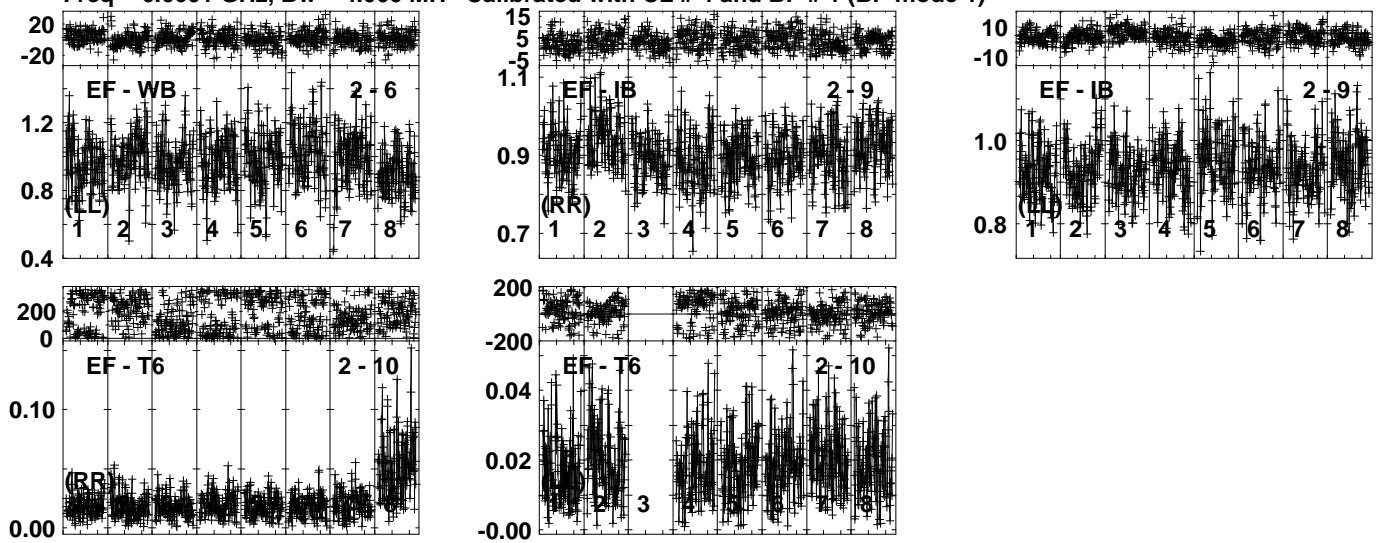 Calibrated with CL # 4 and BP # 1 (BP mode 1)
20
-20
EF - WB 2 - 6
1.2
1.0
0.8
(LL)
1 2 3 4 5 6 7 8
0.4
15
5
-5
1.1
EF - IB 2 - 9
0.9
(RR)
1 2 3 4 5 6 7 8
0.7
10
-10
EF - IB 2 - 9
1.0
(LL)
0.8
1 2 3 4 5 6 7 8
200
0
EF - T6 2 - 10
0.10
(RR)
0.00
200
-200
EF - T6 2 - 10
0.04
0.02
1 2 3 4 5 6 7 8
-0.00